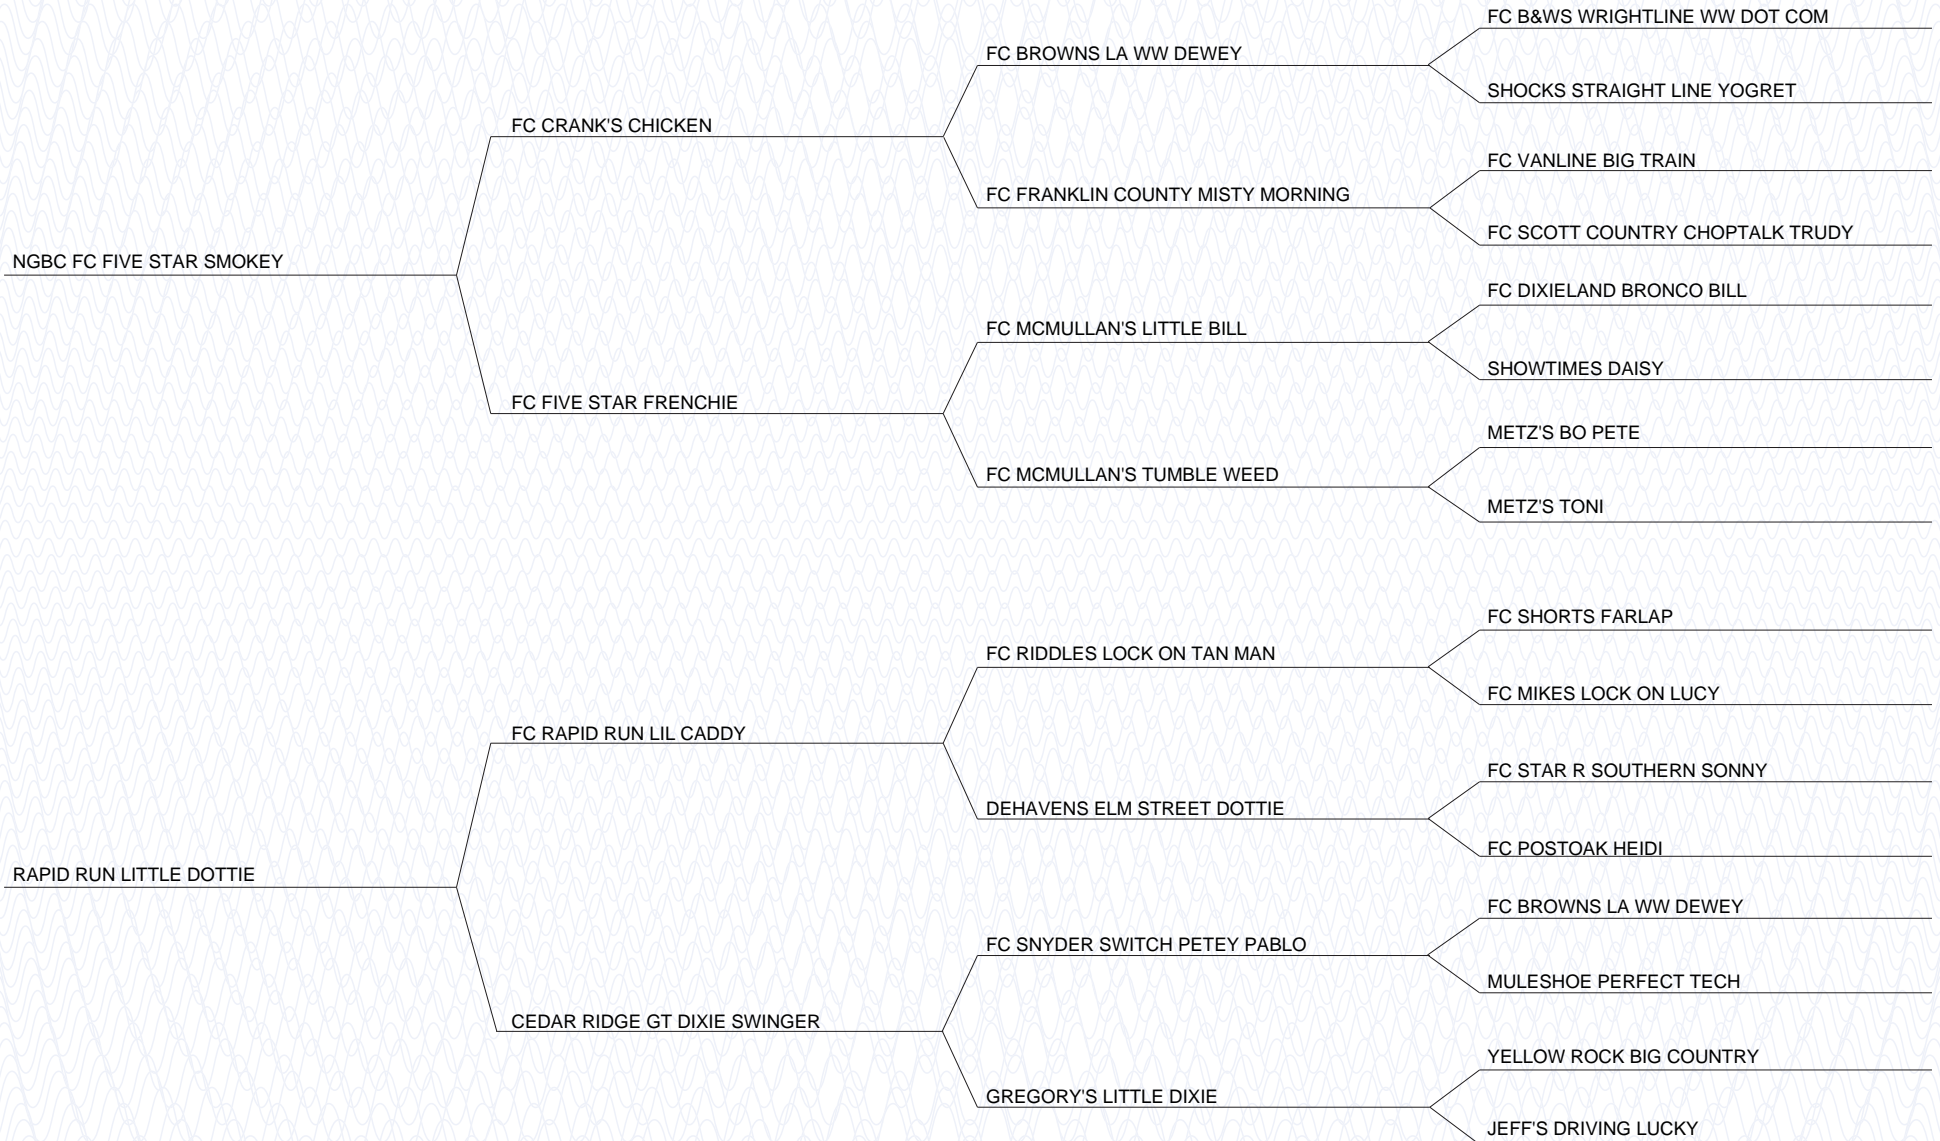 FC B&WS WRIGHTLINE WW DOT COM
FC BROWNS LA WW DEWEY
SHOCKS STRAIGHT LINE YOGRET
FC CRANK'S CHICKEN
FC VANLINE BIG TRAIN
FC FRANKLIN COUNTY MISTY MORNING
FC SCOTT COUNTRY CHOPTALK TRUDY
NGBC FC FIVE STAR SMOKEY
FC DIXIELAND BRONCO BILL
FC MCMULLAN'S LITTLE BILL
SHOWTIMES DAISY
FC FIVE STAR FRENCHIE
METZ'S BO PETE
FC MCMULLAN'S TUMBLE WEED
METZ'S TONI
FC SHORTS FARLAP
FC RIDDLES LOCK ON TAN MAN
FC MIKES LOCK ON LUCY
FC RAPID RUN LIL CADDY
FC STAR R SOUTHERN SONNY
DEHAVENS ELM STREET DOTTIE
FC POSTOAK HEIDI
RAPID RUN LITTLE DOTTIE
FC BROWNS LA WW DEWEY
FC SNYDER SWITCH PETEY PABLO
MULESHOE PERFECT TECH
CEDAR RIDGE GT DIXIE SWINGER
YELLOW ROCK BIG COUNTRY
GREGORY'S LITTLE DIXIE
JEFF'S DRIVING LUCKY